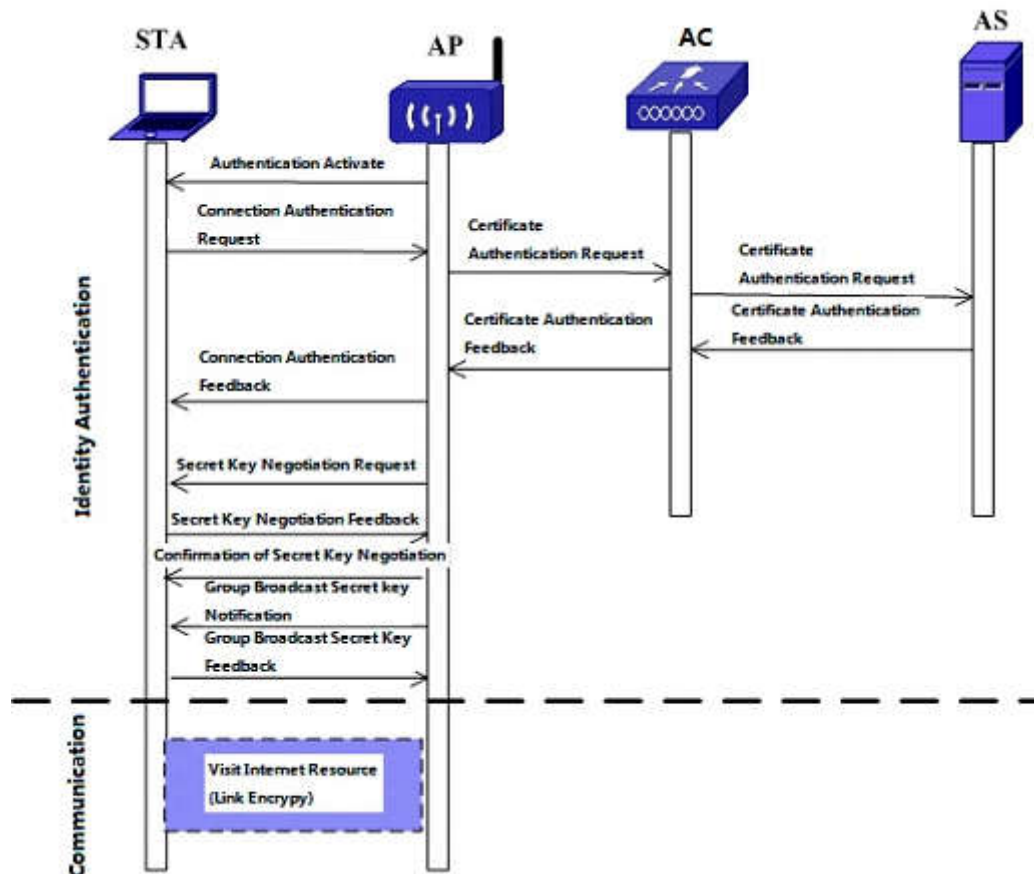 STA
AP
AC
AS
Authentication Activate
Connection Authentication
Request
Certificate
Authentication Request
Certificate
Authentication Request
Certificate Authentication
Feedback
Certificate Authentication
Feedback
Connection Authentication
Feedback
Secret Key Negotiation Request
Secret Key Negotiation Feedback
Confirmation of Secret Key Negotiation
Group Broadcast Secret key
Notification
Group Broadcast Secret Key
Feedback
Identity Authentication
Visit Internet Resource
(Link Encrypy)
Communication